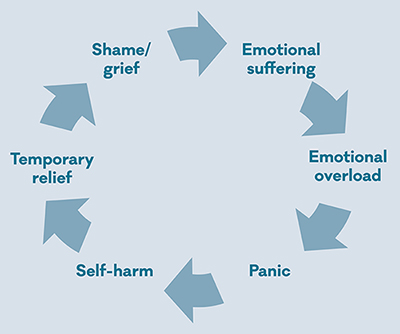 Shame/
grief
Emotional
suffering
Emotional
overload
Panic
Self-harm
Temporary
relief